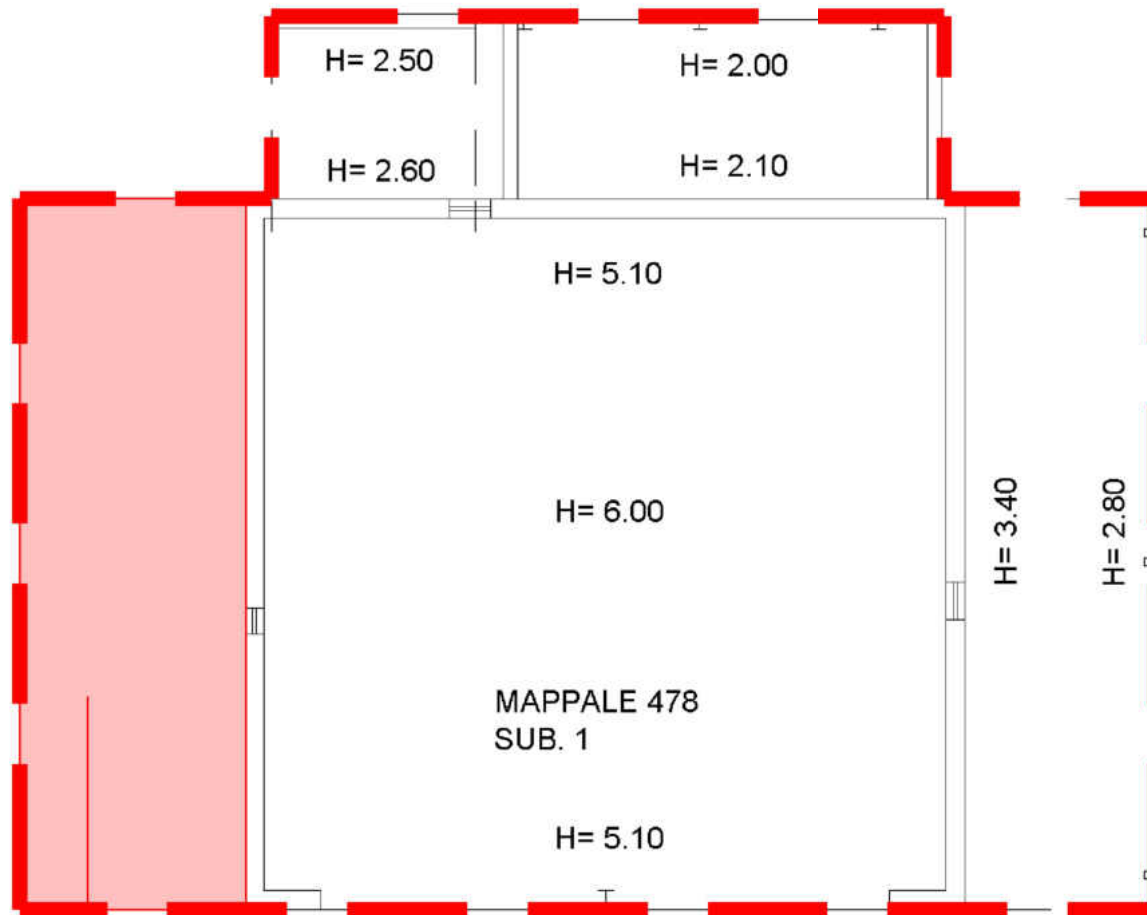 H= 2.50
H= 2.00
H= 2.60
H= 2.10
H= 5.10
H= 6.00
H= 3.40
H= 2.80
MAPPALE 478
SUB. 1
H= 5.10